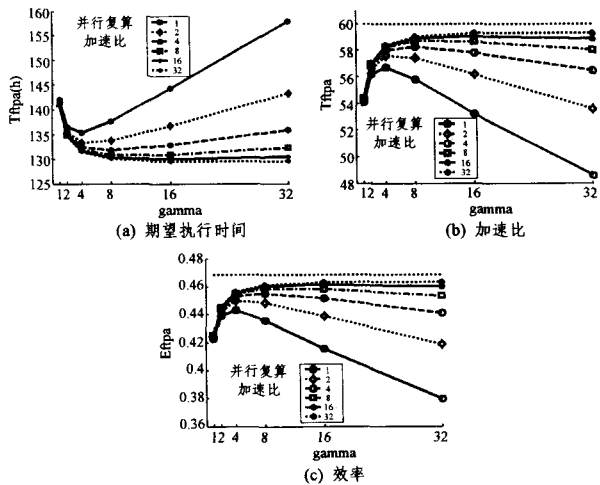 160
155
150
145
140
135
130
125
Tftpa(h)
并行复算
加速比
1
2
4
8
16
32
1 2 4 8 16 32
gamma
(a) 期望执行时间
60
58
56
54
52
50
48
Tftpa
并行复算
加速比
1
2
4
8
16
32
1 2 4 8 16 32
gamma
(b) 加速比
0.48
0.46
0.44
0.42
0.4
0.38
0.36
Eftpa
并行复算
加速比
1
2
4
8
16
32
1 2 4 8 16 32
gamma
(c) 效率